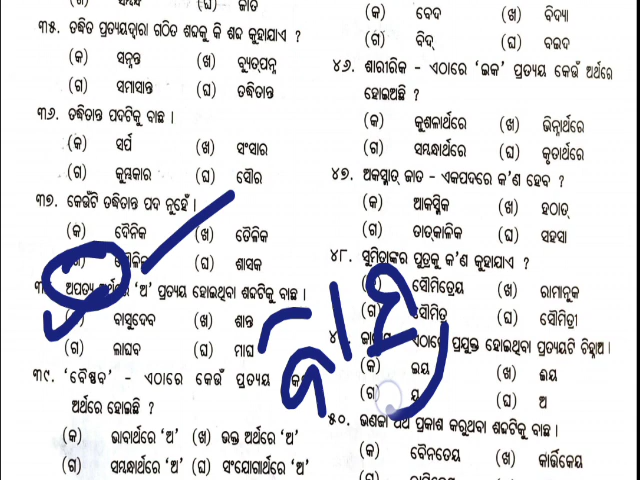 (ଗ) (ଘ) ଜାତ
୩୫. ତଦ୍ଧିତ ପ୍ରତ୍ୟୟଦ୍ୱାରା ଗଠିତ ଶବ୍ଦକୁ କି ଶବ୍ଦ କୁହାଯାଏ ?
(କ) ସନ୍ନନ୍ତ (ଖ) ବ୍ୟୁତ୍ପନ୍ନ
(ଗ) ସମାସାନ୍ତ (ଘ) ତଦ୍ଧିତାନ୍ତ
୩୬. ତଦ୍ଧିତାନ୍ତ ପଦଟିକୁ ବାଛ ।
(କ) ସର୍ପ (ଖ) ସଂସାର
(ଗ) କୁମ୍ଭକାର (ଘ) ସୌର
୩୭. କେଉଁଟି ତଦ୍ଧିତାନ୍ତ ପଦ ନୁହେଁ ।
(କ) ଦୈନିକ (ଖ) ତୈଳିକ
(ଘ) ଶାସକ
ଅପତ୍ୟ ଅର୍ଥରେ 'ଅ' ପ୍ରତ୍ୟୟ ହୋଇଥିବା ଶବ୍ଦଟିକୁ ବାଛ ।
ବାସୁଦେବ (ଖ) ଶାନ୍ତ
(ଗ) ଲାଘବ (ଘ) ମାଘ
୩୯. 'ବୈଷ୍ଣବ' - ଏଠାରେ କେଉଁ ପ୍ରତ୍ୟୟ
ଅର୍ଥରେ ହୋଇଛି ?
(କ) ଭାବାର୍ଥରେ 'ଅ' (ଖ) ଭକ୍ତ ଅର୍ଥରେ 'ଅ'
(ଗ) ସମ୍ବନ୍ଧାର୍ଥରେ 'ଅ' (ଘ) ସଂଯୋଗାର୍ଥରେ 'ଅ'
(କ) ବେଦ (ଖ) ବିଦ୍ୟା
(ଗ) ବିଦ୍ (ଘ) ବଇଦ
୪୬. ଶାରୀରିକ - ଏଠାରେ 'ଇକ' ପ୍ରତ୍ୟୟ କେଉଁ ଅର୍ଥରେ
ହୋଇଅଛି ?
(କ) କୁଶଳାର୍ଥରେ (ଖ) ଭିନ୍ନାର୍ଥରେ
(ଗ) ସମ୍ବନ୍ଧାର୍ଥରେ (ଘ) କୃତାର୍ଥରେ
୪୭. ଅକସ୍ମାତ୍ ଜାତ - ଏକପଦରେ କ'ଣ ହେବ ?
(କ) ଆକସ୍ମିକ (ଖ) ହଠାତ୍
(ଗ) ତାତ୍କାଳିକ (ଘ) ସହସା
୪୮. ସୁମିତ୍ରାଙ୍କର ପୁତ୍ରକୁ କ'ଣ କୁହାଯାଏ ?
ସୌମିତ୍ରେୟ (ଖ) ରାମାନୁଜ
(ଗ) ସୌମିତ୍ର (ଘ) ସୌମିତ୍ରୀ
ଏଠାରେ ପ୍ରଯୁକ୍ତ ହୋଇଥିବା ପ୍ରତ୍ୟୟଟି ଚିହ୍ନାଅ ।
(କ) ଇୟ (ଖ) ଈୟ
(ଗ) ୟ (ଘ) ଅ
୫୦. ଭଣଜା ଅର୍ଥ ପ୍ରକାଶ କରୁଥିବା ଶବ୍ଦଟିକୁ ବାଛ ।
(କ) ବୈନତେୟ (ଖ) କାର୍ତ୍ତିକେୟ